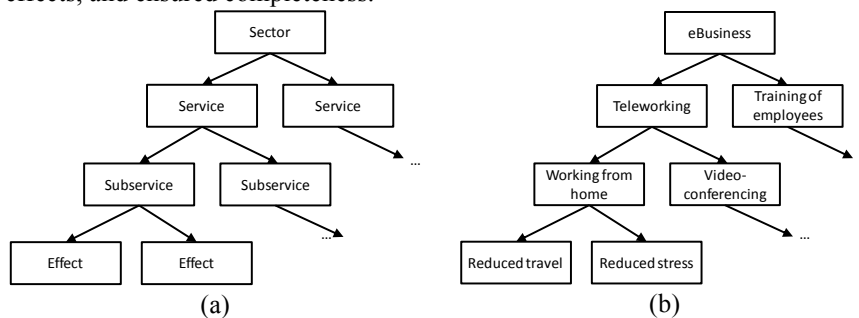 effects, and ensured completeness.
Sector
Service
Service
...
Subservice
Subservice
...
Effect
Effect
(a)
eBusiness
Teleworking
Training of
employees
...
Working from
home
Video-
conferencing
...
Reduced travel
Reduced stress
(b)